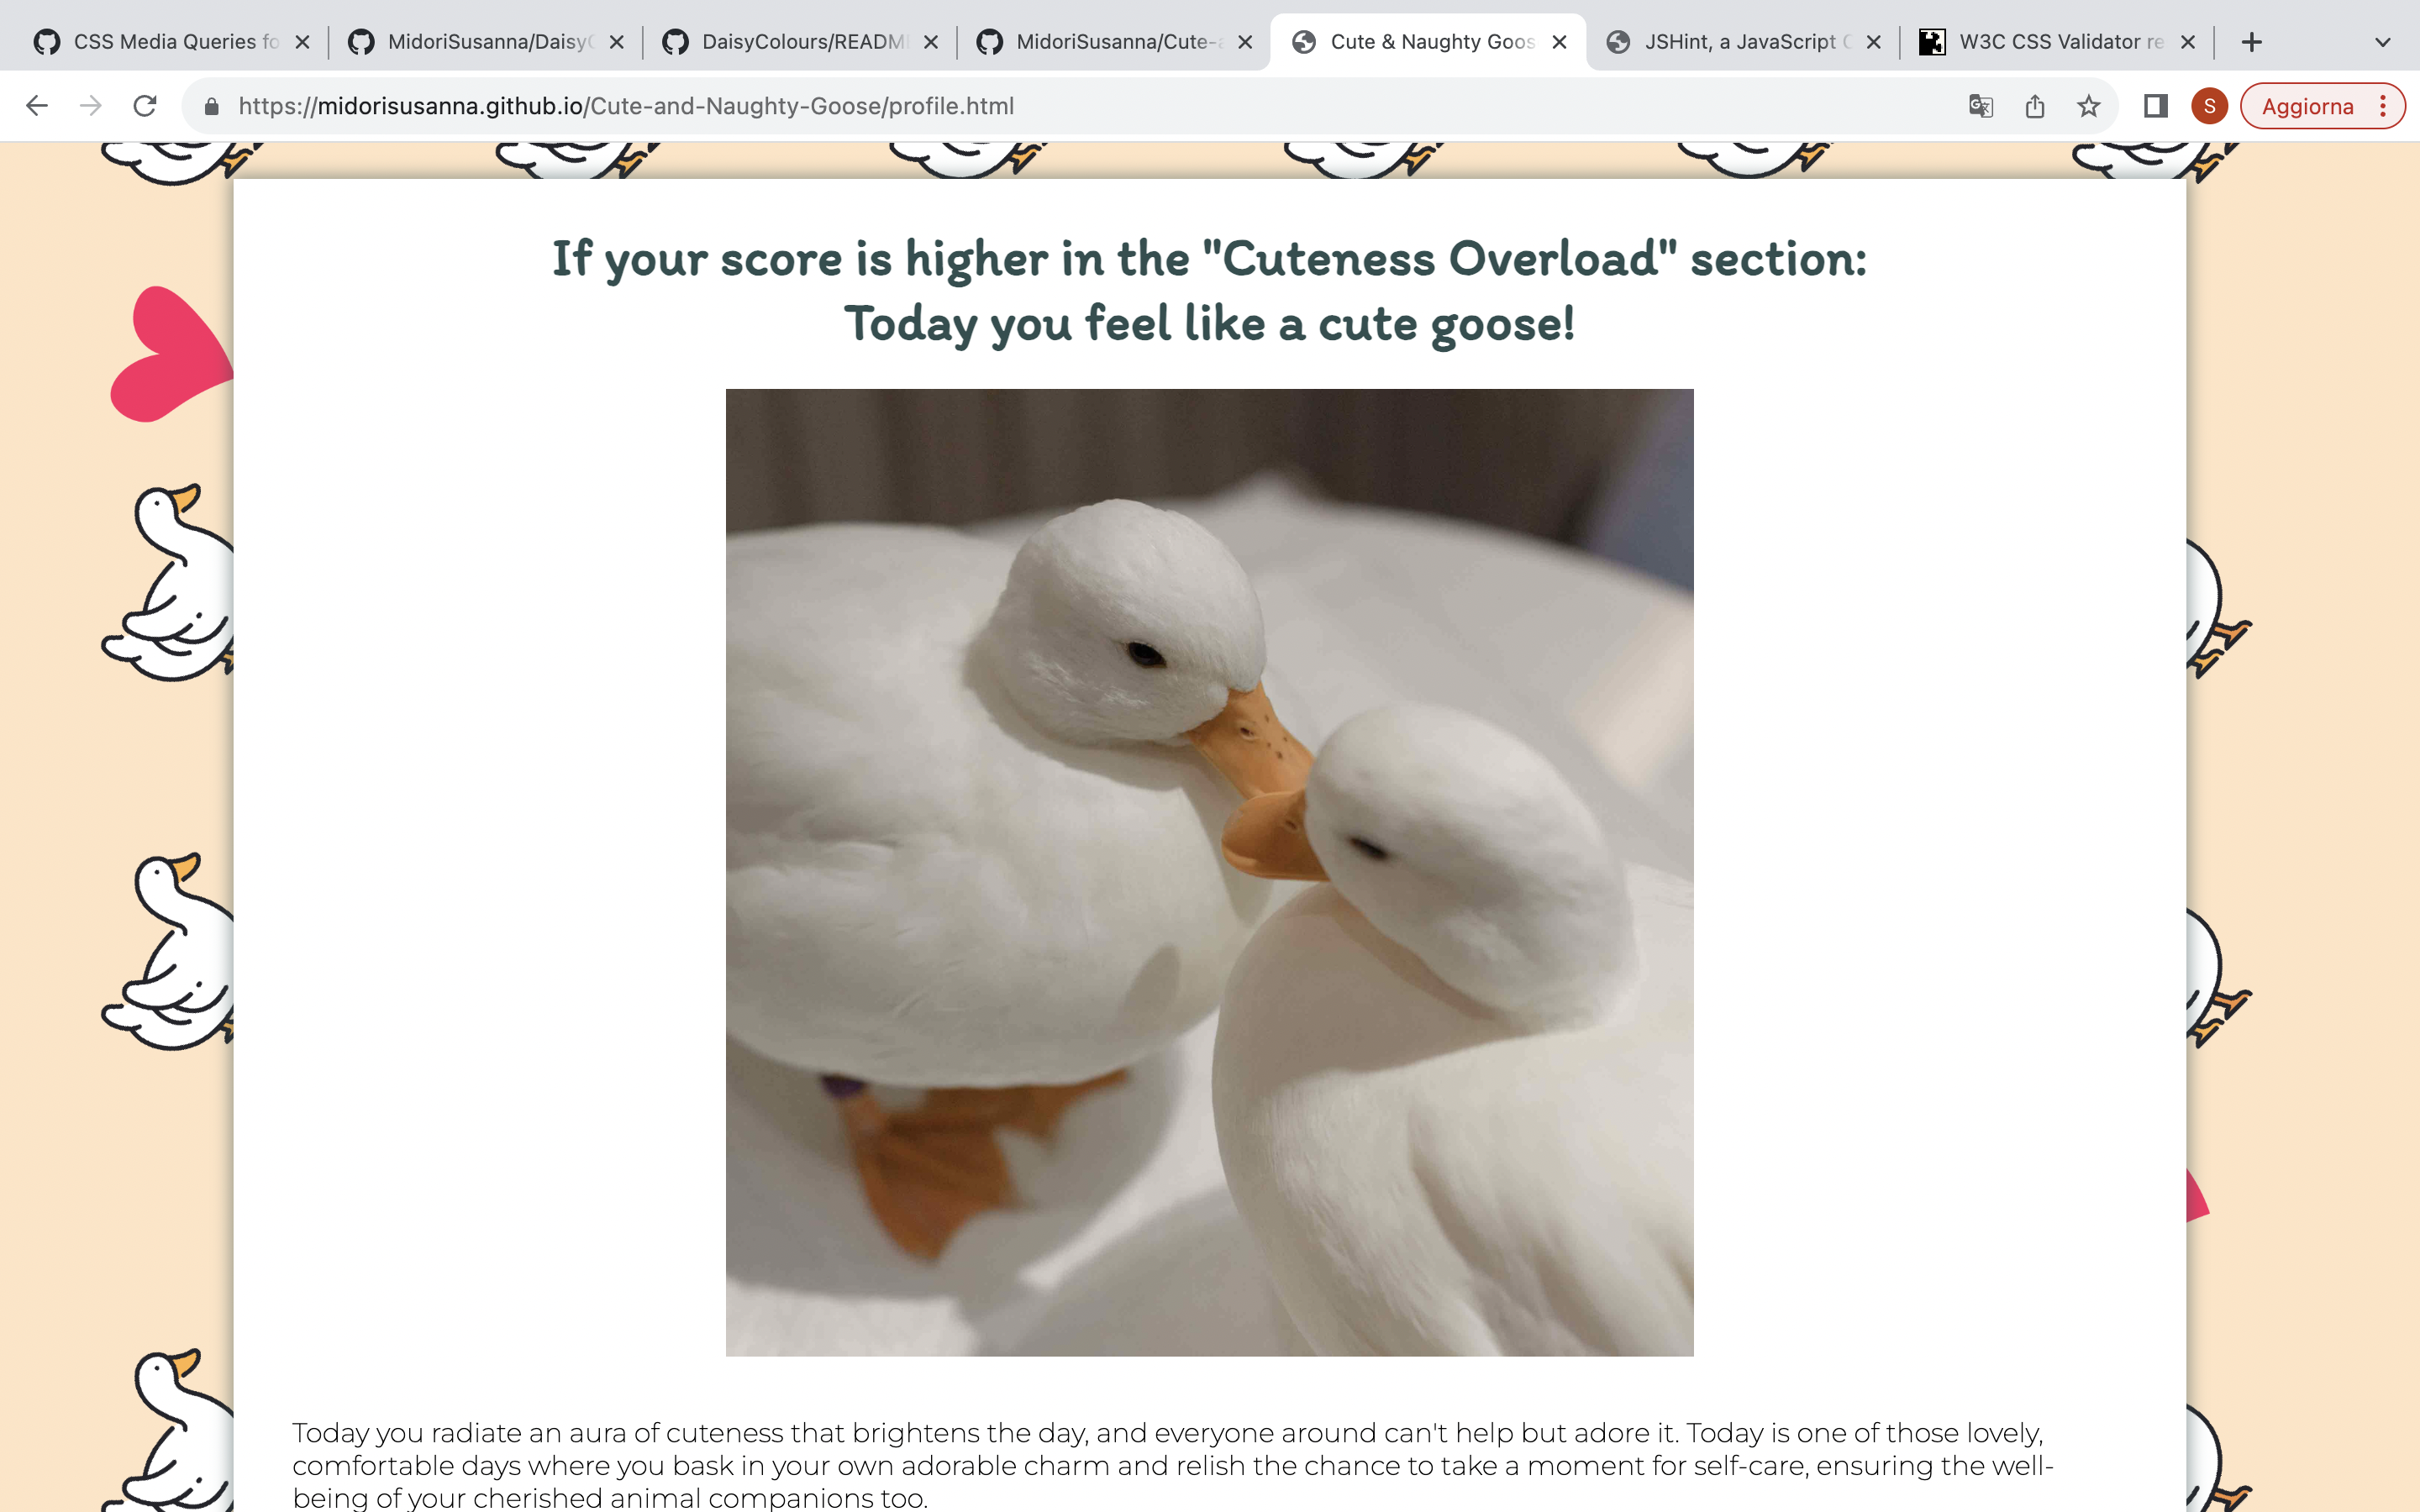 CSS Media Queries fo
MidoriSusanna/Daisy
DaisyColours/READM
MidoriSusanna/Cute-
Cute & Naughty Goos
JSHint, a JavaScript
W3C CSS Validator re
https://midorisusanna.github.io/Cute-and-Naughty-Goose/profile.html
S
Aggiorna
If your score is higher in the "Cuteness Overload" section:
Today you feel like a cute goose!
Today you radiate an aura of cuteness that brightens the day, and everyone around can't help but adore it. Today is one of those lovely,
comfortable days where you bask in your own adorable charm and relish the chance to take a moment for self-care, ensuring the well-
being of your cherished animal companions too.